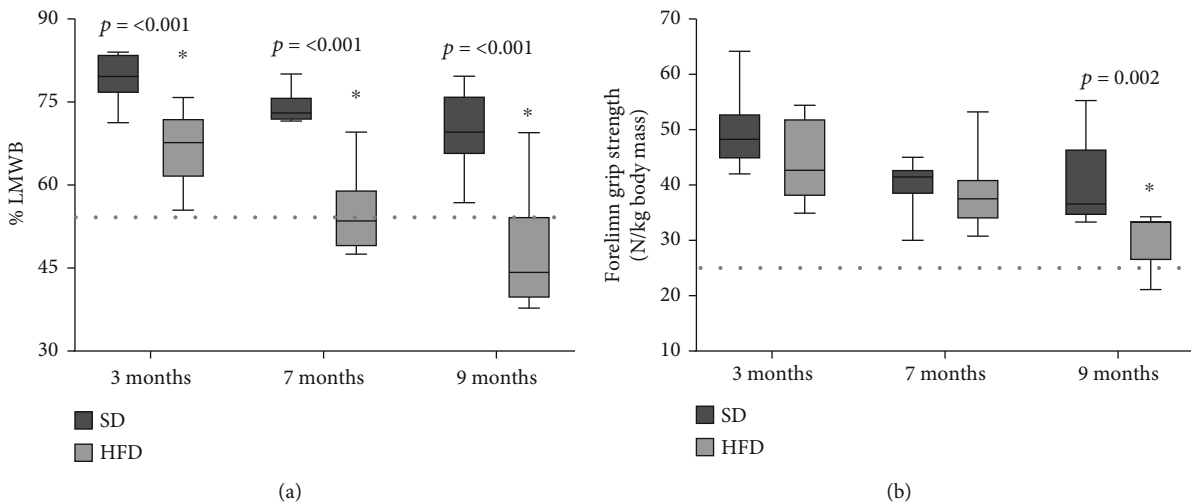 90
75
60
45
30
% LMWB
p = <0.001
*
p = <0.001
*
p = <0.001
*
3 months
7 months
9 months
SD
HFD
(a)
70
60
50
40
30
20
10
Forelimn grip strength
(N/kg body mass)
p = 0.002
*
3 months
7 months
9 months
SD
HFD
(b)